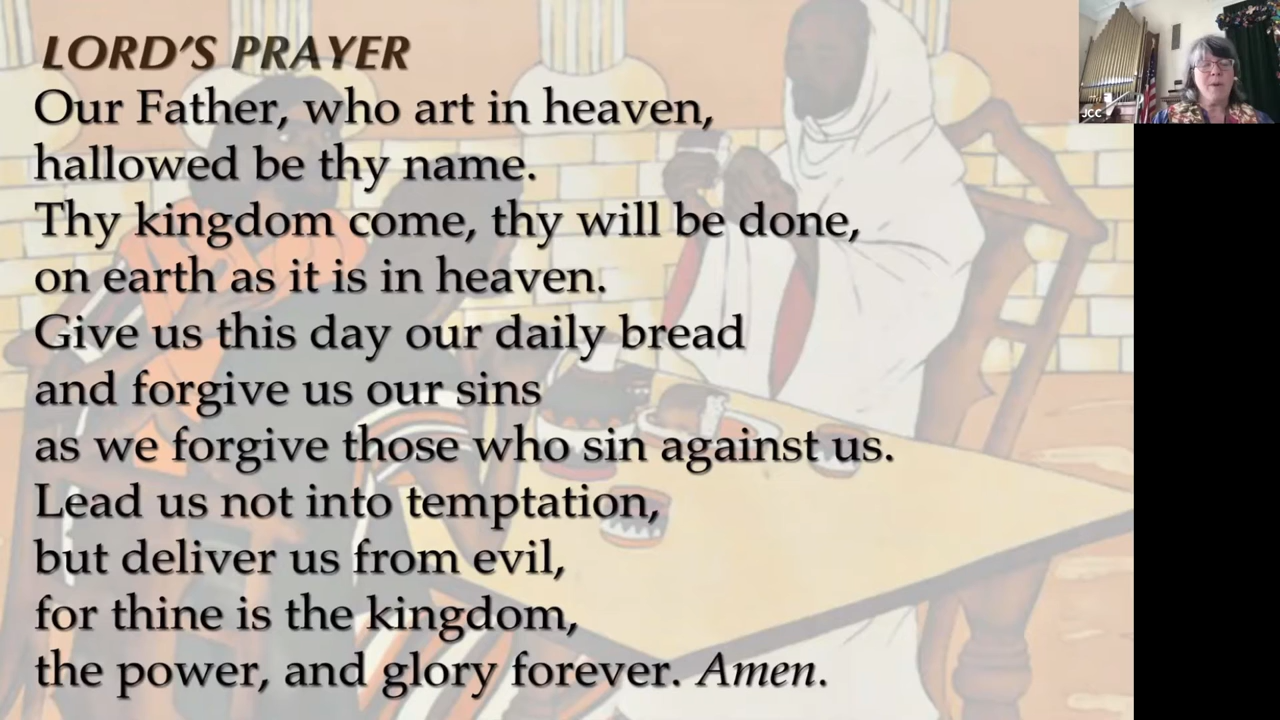 LORD'S PRAYER
Our Father, who art in heaven,
hallowed be thy name.
Thy kingdom come, thy will be done,
on earth as it is in heaven.
Give us this day our daily bread
and forgive us our sins
as we forgive those who sin against us.
Lead us not into temptation,
but deliver us from evil,
for thine is the kingdom,
the power, and glory forever. Amen.
JCC